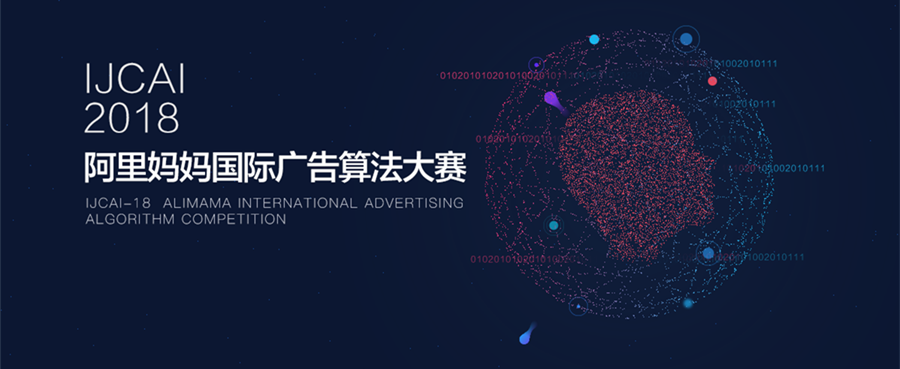 IJCAI
2018
阿里妈妈国际广告算法大赛
IJCAI-18 ALIMAMA INTERNATIONAL ADVERTISING
ALGORITHM COMPETITION